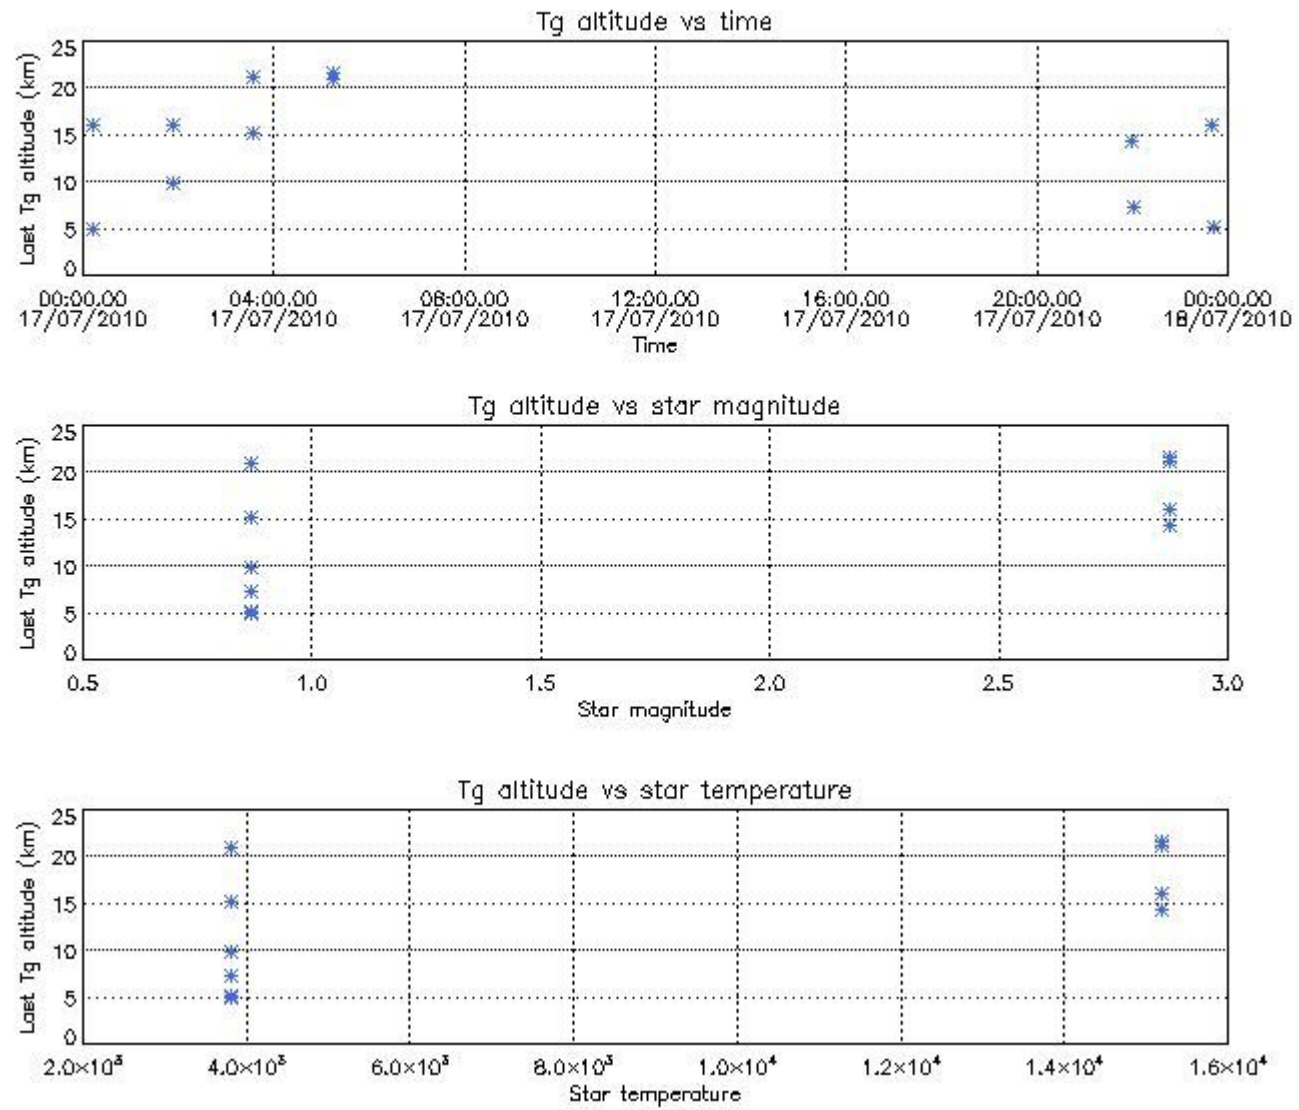 Tg altitude vs time
Last Tg altitude (km)
25
20
15
10
5
0
00:00.00 04:00.00 08:00.00 12:00.00 16:00.00 20:00.00 00:00.00
17/07/2010 17/07/2010 17/07/2010 17/07/2010 17/07/2010 17/07/2010 18/07/2010
Time
Tg altitude vs star magnitude
Last Tg altitude (km)
25
20
15
10
5
0
0.5 1.0 1.5 2.0 2.5 3.0
Star magnitude
Tg altitude vs star temperature
Last Tg altitude (km)
25
20
15
10
5
0
2.0×10³ 4.0×10³ 6.0×10³ 8.0×10³ 1.0×10⁴ 1.2×10⁴ 1.4×10⁴ 1.6×10⁴
Star temperature